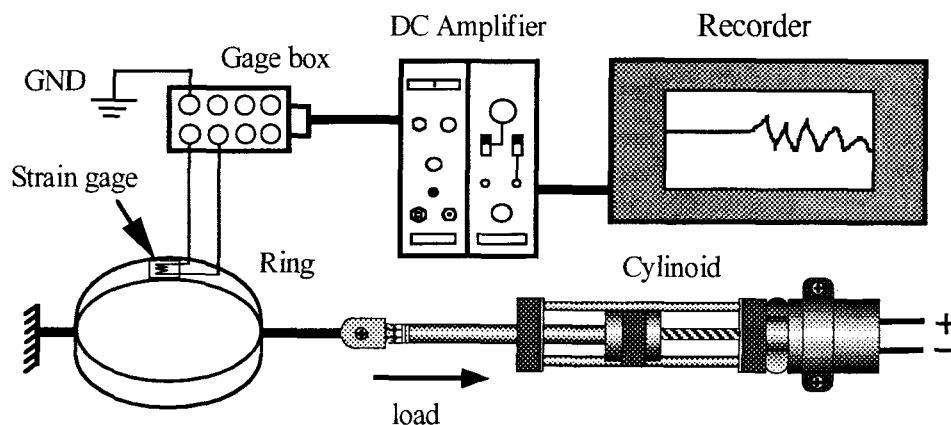 DC Amplifier
Recorder
Gage box
GND
Strain gage
Ring
Cylinoid
+
−
load